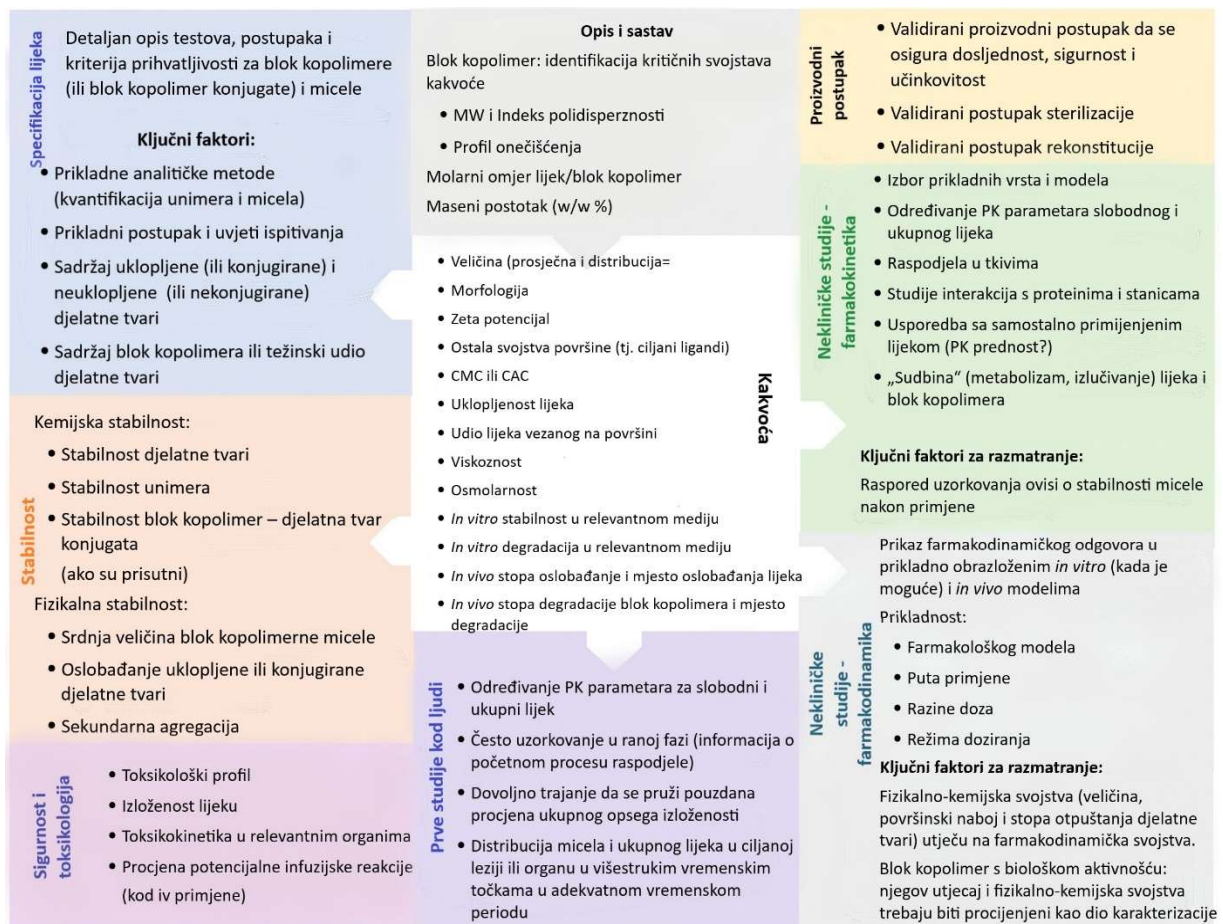 Specifikacija lijeka
Detaljan opis testova, postupaka i
kriterija prihvatljivosti za blok kopolimere
(ili blok kopolimer konjugate) i micele
Ključni faktori:
• Prikladne analitičke metode
(kvantifikacija unimera i micela)
• Prikladni postupak i uvjeti ispitivanja
• Sadržaj uklopljene (ili konjugirane) i
neuklopljene (ili nekonjugirane)
djelatne tvari
• Sadržaj blok kopolimera ili težinski udio
djelatne tvari
Stabilnost
Kemijska stabilnost:
• Stabilnost djelatne tvari
• Stabilnost unimera
• Stabilnost blok kopolimer – djelatna tvar
konjugata
(ako su prisutni)
Fizikalna stabilnost:
• Srdnja veličina blok kopolimerne micele
• Oslobađanje uklopljene ili konjugirane
djelatne tvari
• Sekundarna agregacija
Sigurnost i
toksikologija
• Toksikološki profil
• Izloženost lijeku
• Toksikokinetika u relevantnim organima
• Procjena potencijalne infuzijske reakcije
(kod iv primjene)
Opis i sastav
Blok kopolimer: identifikacija kritičnih svojstava
kakvoće
• MW i Indeks polidisperznosti
• Profil onečišćenja
Molarni omjer lijek/blok kopolimer
Maseni postotak (w/w %)
Kakvoća
• Veličina (prosječna i distribucija=
• Morfologija
• Zeta potencijal
• Ostala svojstva površine (tj. ciljani ligandi)
• CMC ili CAC
• Uklopljenost lijeka
• Udio lijeka vezanog na površini
• Viskoznost
• Osmolarnost
• In vitro stabilnost u relevantnom mediju
• In vitro degradacija u relevantnom mediju
• In vivo stopa oslobađanje i mjesto oslobađanja lijeka
• In vivo stopa degradacije blok kopolimera i mjesto
degradacije
Prve studije kod ljudi
• Određivanje PK parametara za slobodni i
ukupni lijek
• Često uzorkovanje u ranoj fazi (informacija o
početnom procesu raspodjele)
• Dovoljno trajanje da se pruži pouzdana
procjena ukupnog opsega izloženosti
• Distribucija micela i ukupnog lijeka u ciljanoj
leziji ili organu u višestrukim vremenskim
točkama u adekvatnom vremenskom
periodu
Proizvodni
postupak
• Validirani proizvodni postupak da se
osigura dosljednost, sigurnost i
učinkovitost
• Validirani postupak sterilizacije
• Validirani postupak rekonstitucije
Nekliničke studije -
farmakokinetika
• Izbor prikladnih vrsta i modela
• Određivanje PK parametara slobodnog i
ukupnog lijeka
• Raspodjela u tkivima
• Studije interakcija s proteinima i stanicama
• Usporedba sa samostalno primijenjenim
lijekom (PK prednost?)
• „Sudbina“ (metabolizam, izlučivanje) lijeka i
blok kopolimera
Ključni faktori za razmatranje:
Raspored uzorkovanja ovisi o stabilnosti micele
nakon primjene
Nekliničke
studije -
farmakodinamika
Prikaz farmakodinamičkog odgovora u
prikladno obrazloženim in vitro (kada je
moguće) i in vivo modelima
Prikladnost:
• Farmakološkog modela
• Puta primjene
• Razine doza
• Režima doziranja
Ključni faktori za razmatranje:
Fizikalno-kemijska svojstva (veličina,
površinski naboj i stopa otpuštanja djelatne
tvari) utječu na farmakodinamička svojstva.
Blok kopolimer s biološkom aktivnošću:
njegov utjecaj i fizikalno-kemijska svojstva
trebaju biti procijenjeni kao dio karakterizacije